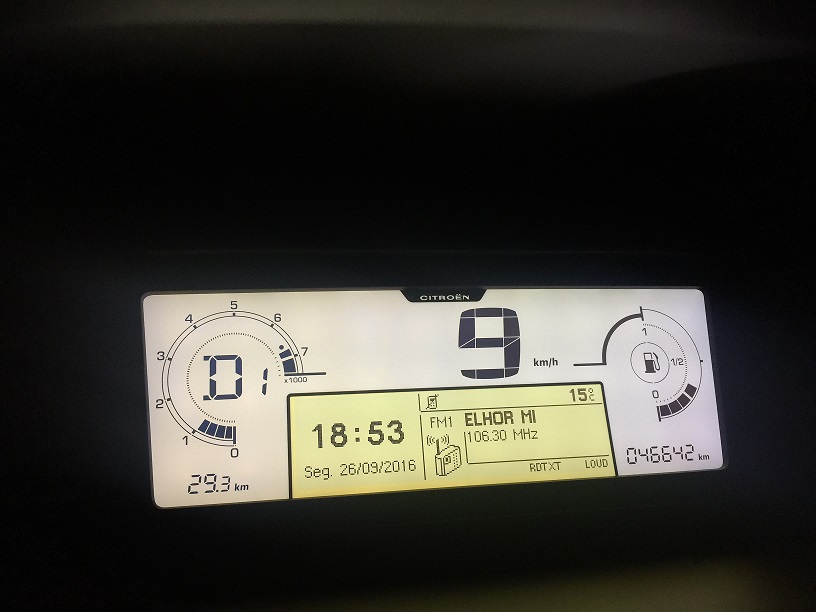 CITROËN
5
4
6
3
7
x1000
2
1
0
D1
29.3 km
9
km/h
18:53
Seg. 26/09/2016
15°C
FM1 ELHOR MI
106.30 MHz
RDTXT LOUD
1
1/2
0
046642 km